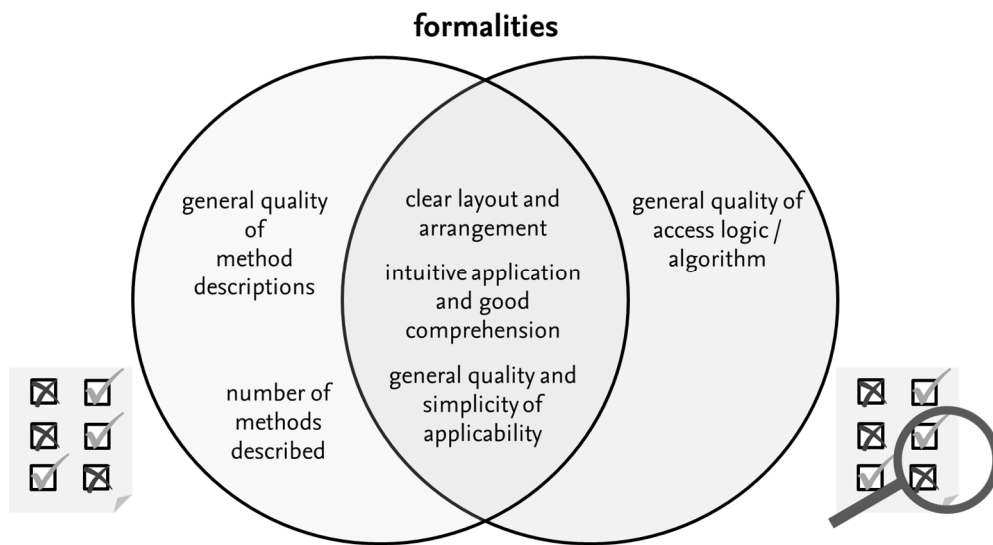 formalities
general quality
of
method
descriptions
number of
methods
described
clear layout and
arrangement
intuitive application
and good
comprehension
general quality and
simplicity of
applicability
general quality of
access logic /
algorithm